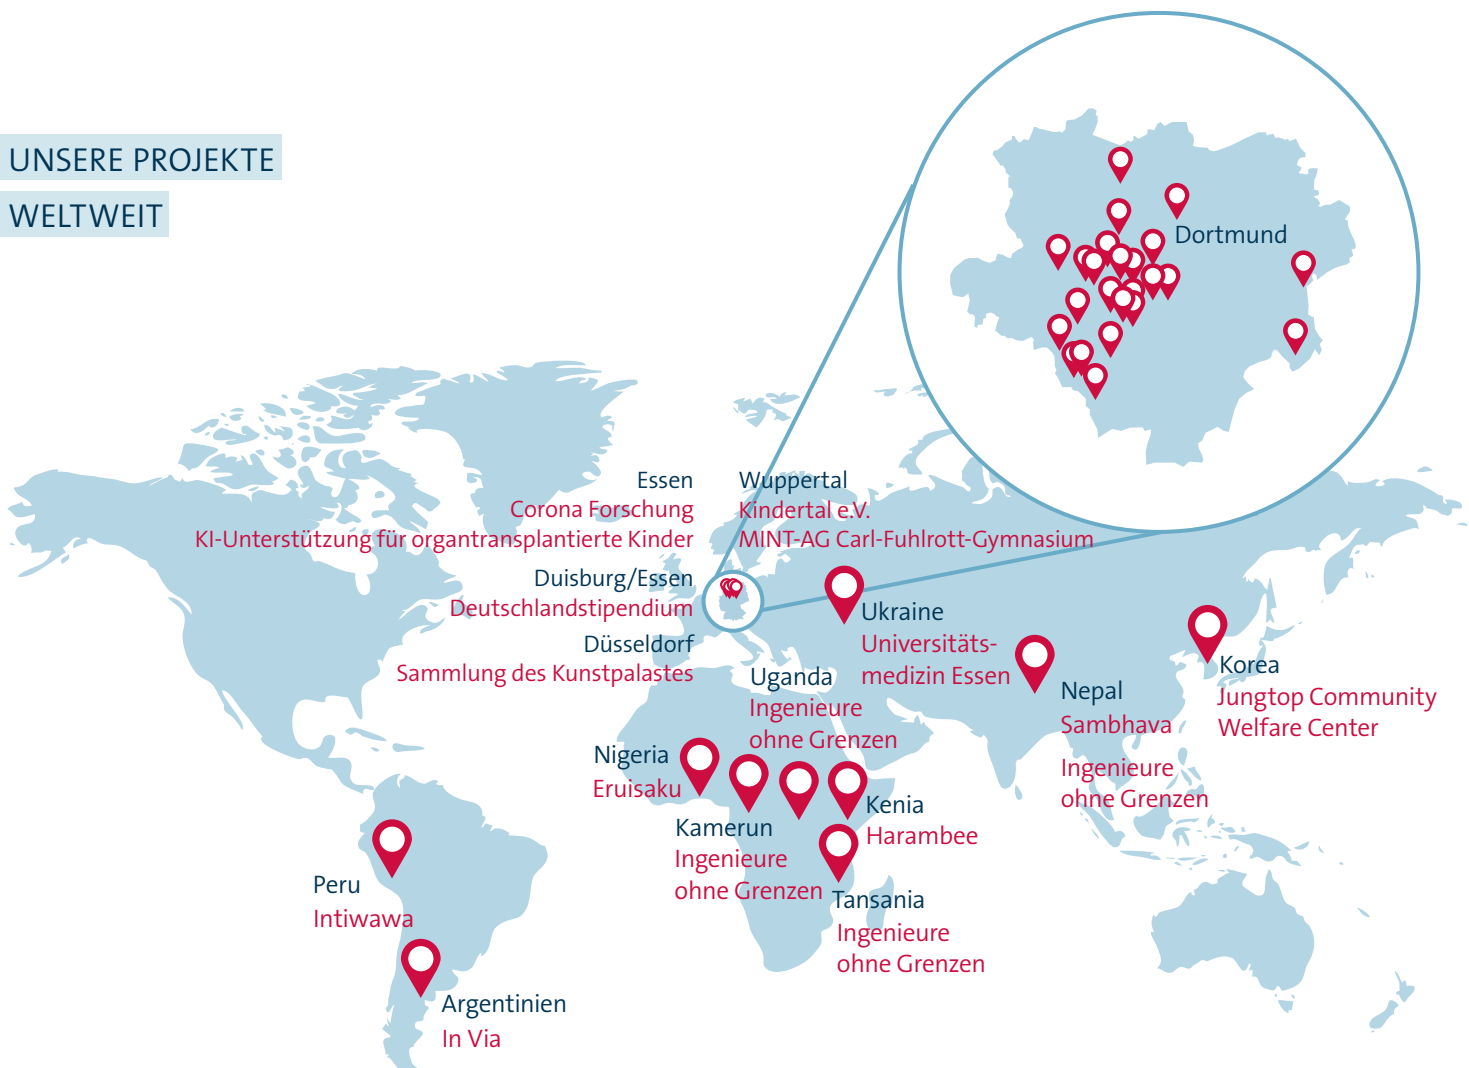 UNSERE PROJEKTE
WELTWEIT
Dortmund
Essen
Corona Forschung
KI-Unterstützung für organtransplantierte Kinder
Wuppertal
Kindertal e.V.
MINT-AG Carl-Fuhlrott-Gymnasium
Duisburg/Essen
Deutschlandstipendium
Düsseldorf
Sammlung des Kunstpalastes
Ukraine
Universitäts-
medizin Essen
Uganda
Ingenieure
ohne Grenzen
Nepal
Sambhava
Ingenieure
ohne Grenzen
Korea
Jungtop Community
Welfare Center
Nigeria
Eruisaku
Kamerun
Ingenieure
ohne Grenzen
Kenia
Harambee
Tansania
Ingenieure
ohne Grenzen
Peru
Intiwawa
Argentinien
In Via